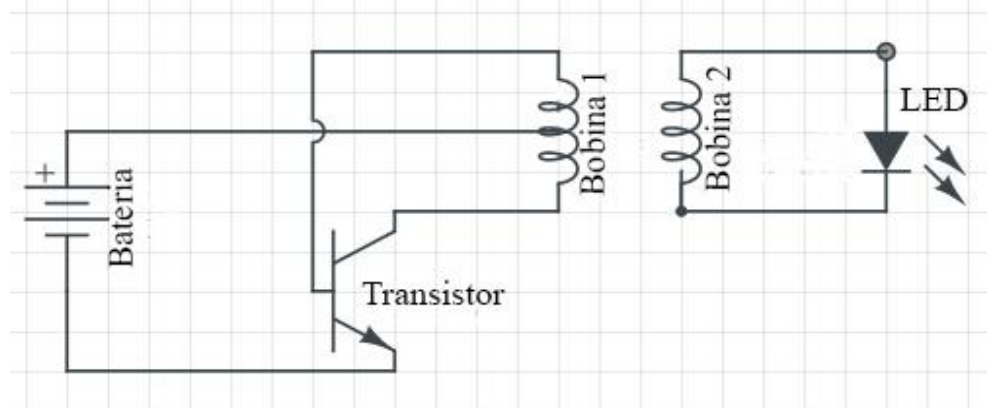 Bobina 1
Bobina 2
LED
+
Bateria
Transistor